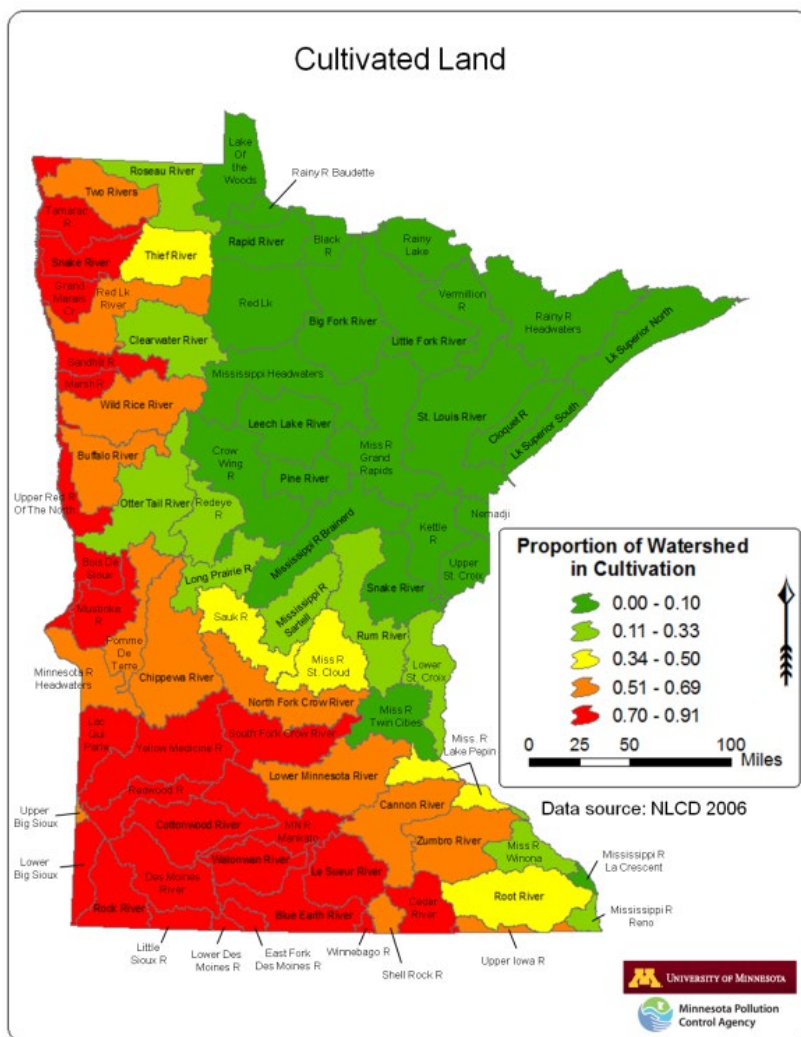 Cultivated Land
Lake
Of
the
Woods
Rainy R Baudette
Roseau River
Two Rivers
Tamarac
R
Rapid River
Black
R
Rainy
Lake
Thief River
Snake River
Grand
Marais
Cr
Red Lk
River
Red Lk
Vermillion
R
Big Fork River
Rainy R
Headwaters
Lk Superior North
Little Fork River
Clearwater River
Sandhill R
Mississippi Headwaters
Marsh R
Wild Rice River
Leech Lake River
St. Louis River
Cloquet R
Lk Superior South
Miss R
Grand
Rapids
Buffalo River
Crow
Wing
R
Pine River
Upper Red R
Of The North
Otter Tail River
Redeye
R
Mississippi R Brainerd
Kettle
R
Nomadji
Upper
St. Croix
Bois De
Sioux
Long Prairie R
Snake River
Mustinka
R
Sauk R
Mississippi R
Sartell
Rum River
Pomme
De
Terre
Minnesota R
Headwaters
Chippewa River
Miss R
St. Cloud
Lower
St. Croix
North Fork Crow River
Miss R
Twin Cities
Lac
Qui
Parle
South Fork Crow River
Yellow Medicine R
Miss. R
Lake Pepin
Lower Minnesota River
Redwood R
Cannon River
Upper
Big Sioux
Cottonwood River
MN R
Mankato
Zumbro River
Miss R
Winona
Watonwan River
Lower
Big Sioux
Le Sueur River
Mississippi R
La Crescent
Des Moines
River
Root River
Cedar
River
Rock River
Blue Earth River
Mississippi R
Reno
Little
Sioux R
Lower Des
Moines R
East Fork
Des Moines R
Winnebago R
Shell Rock R
Upper Iowa R
Proportion of Watershed
in Cultivation
0.00 - 0.10
0.11 - 0.33
0.34 - 0.50
0.51 - 0.69
0.70 - 0.91
0 25 50 100
Miles
Data source: NLCD 2006
M UNIVERSITY OF MINNESOTA
Minnesota Pollution
Control Agency